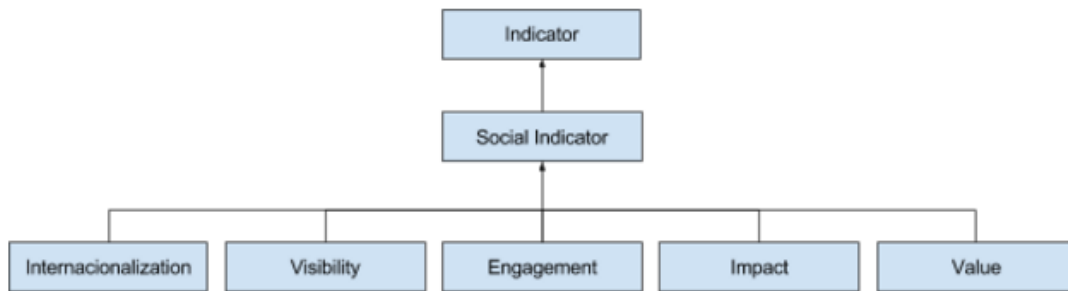 Indicator
Social Indicator
Internacionalization
Visibility
Engagement
Impact
Value